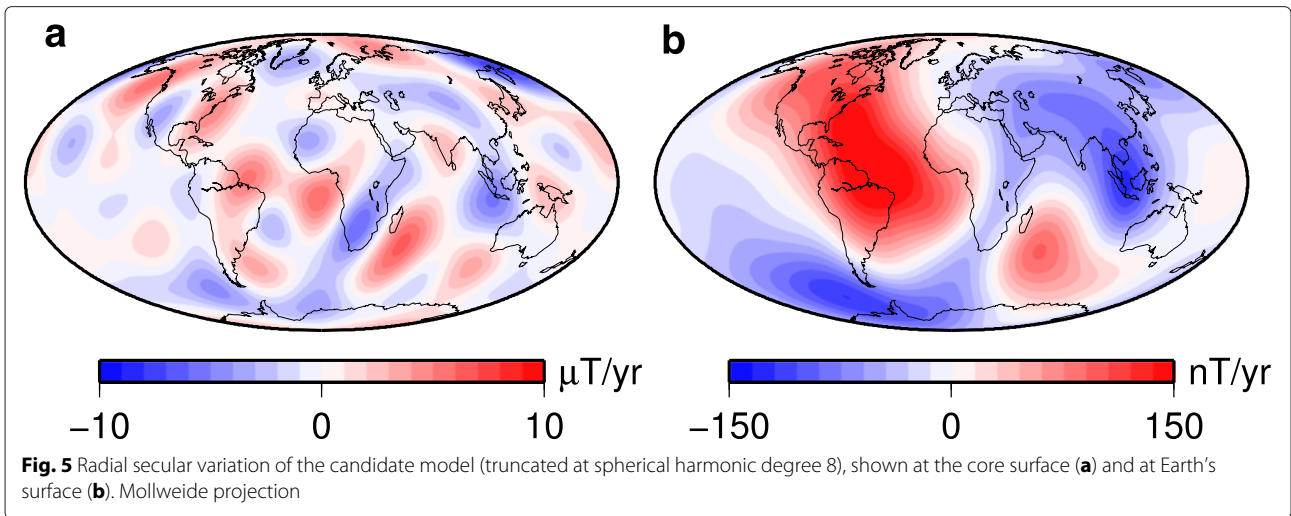 a
b
μT/yr
−10 0 10
nT/yr
−150 0 150
Fig. 5 Radial secular variation of the candidate model (truncated at spherical harmonic degree 8), shown at the core surface (a) and at Earth's
surface (b). Mollweide projection